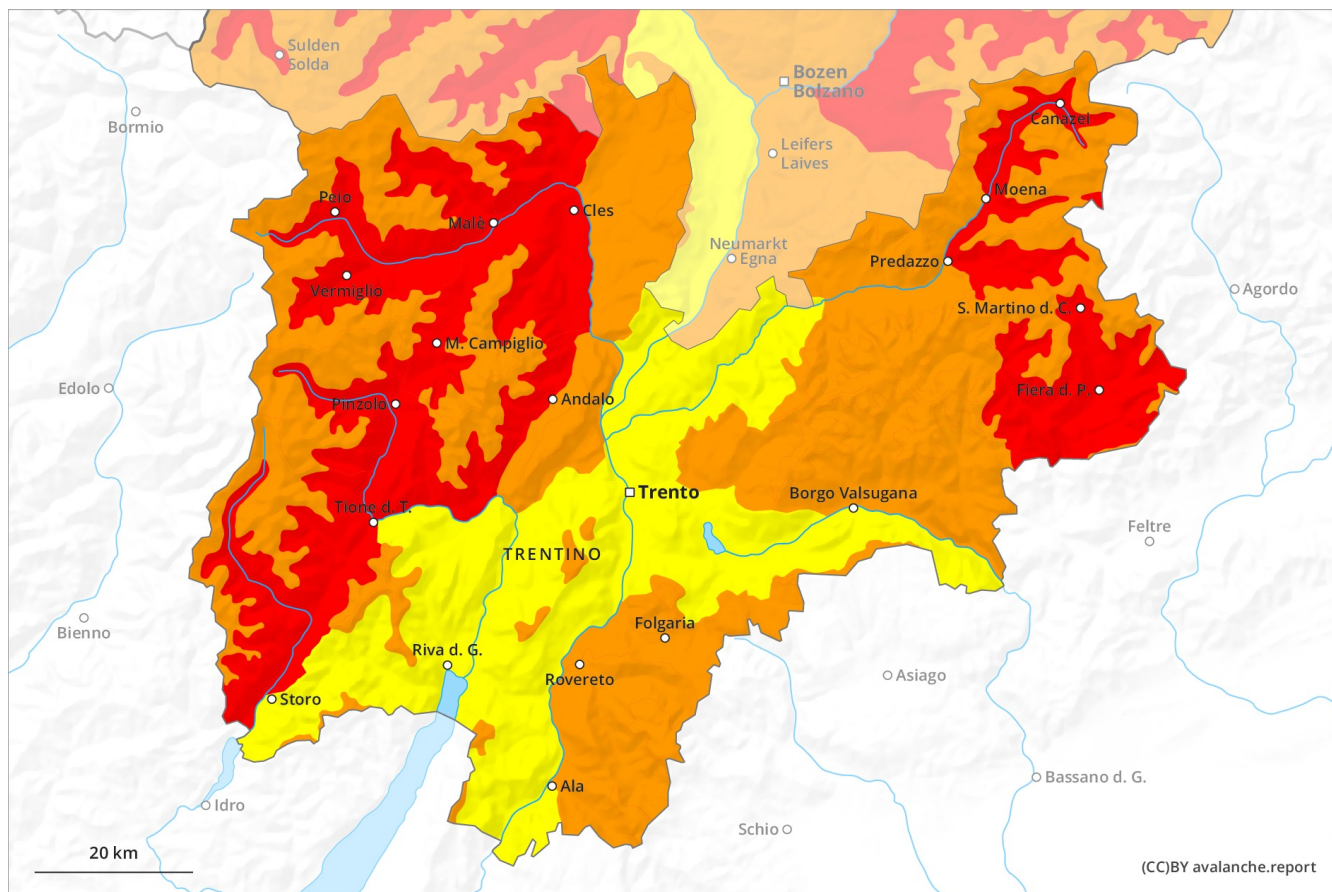 Sulden
Solda
Bozen
Bolzano
Bormio
Canazei
Leifers
Laives
Pejo
Moena
Malè
Cles
Neumarkt
Egna
Predazzo
Vermiglio
Agordo
S. Martino d. C.
M. Campiglio
Edolo
Fiera d. P.
Pinzolo
Andalo
Trento
Borgo Valsugana
Tione d. T.
Feltre
TRENTINO
Bienno
Folgaria
Riva d. G.
Rovereto
Asiago
Storo
Bassano d. G.
Ala
Idro
Schio
20 km
(CC)BY avalanche.report